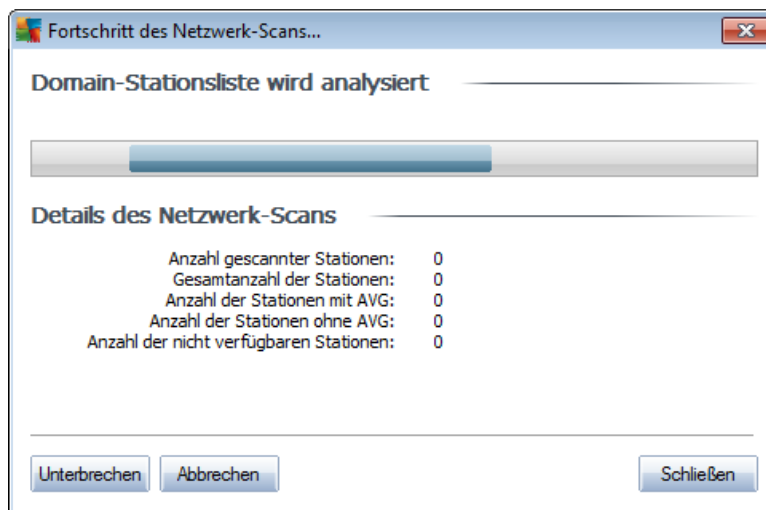 Fortschritt des Netzwerk-Scans...
Domain-Stationsliste wird analysiert
Details des Netzwerk-Scans
Anzahl gescannter Stationen: 0
Gesamtanzahl der Stationen: 0
Anzahl der Stationen mit AVG: 0
Anzahl der Stationen ohne AVG: 0
Anzahl der nicht verfügbaren Stationen: 0
Unterbrechen Abbrechen Schließen